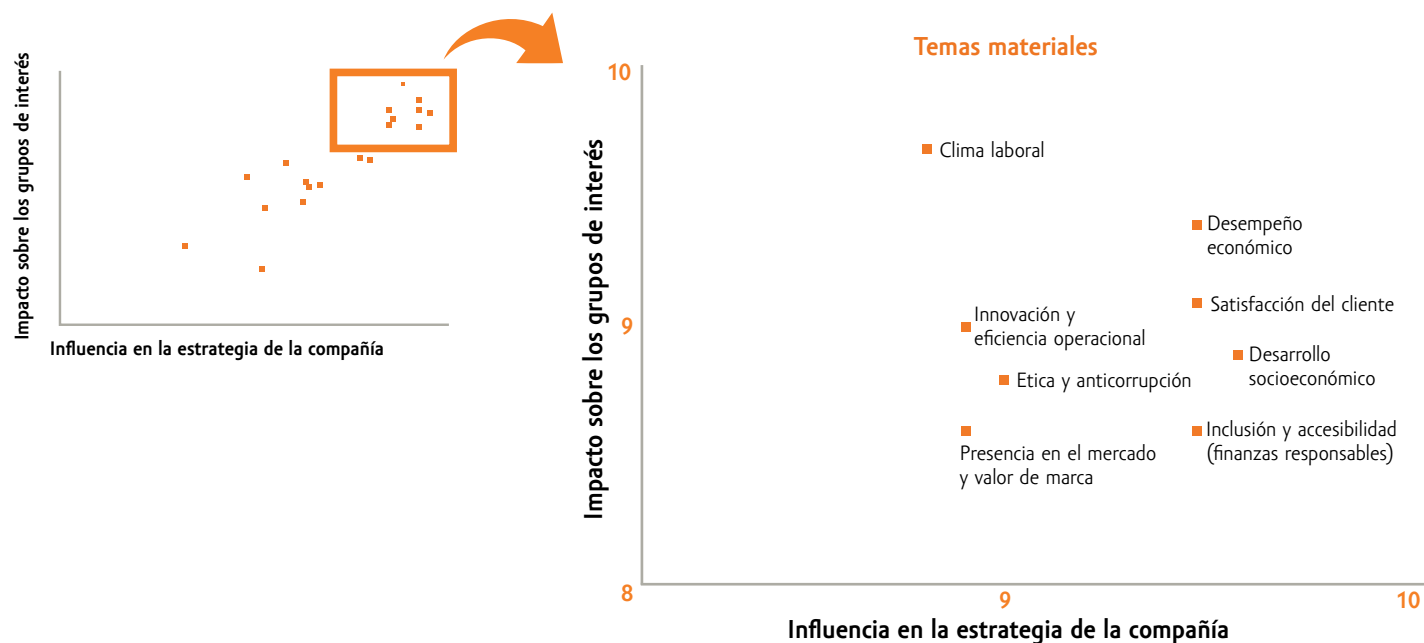 Impacto sobre los grupos de interés
Influencia en la estrategia de la compañía
Temas materiales
Impacto sobre los grupos de interés
10
9
8
Clima laboral
Desempeño
económico
Satisfacción del cliente
Innovación y
eficiencia operacional
Desarrollo
socioeconómico
Etica y anticorrupción
Inclusión y accesibilidad
(finanzas responsables)
Presencia en el mercado
y valor de marca
9
10
Influencia en la estrategia de la compañía